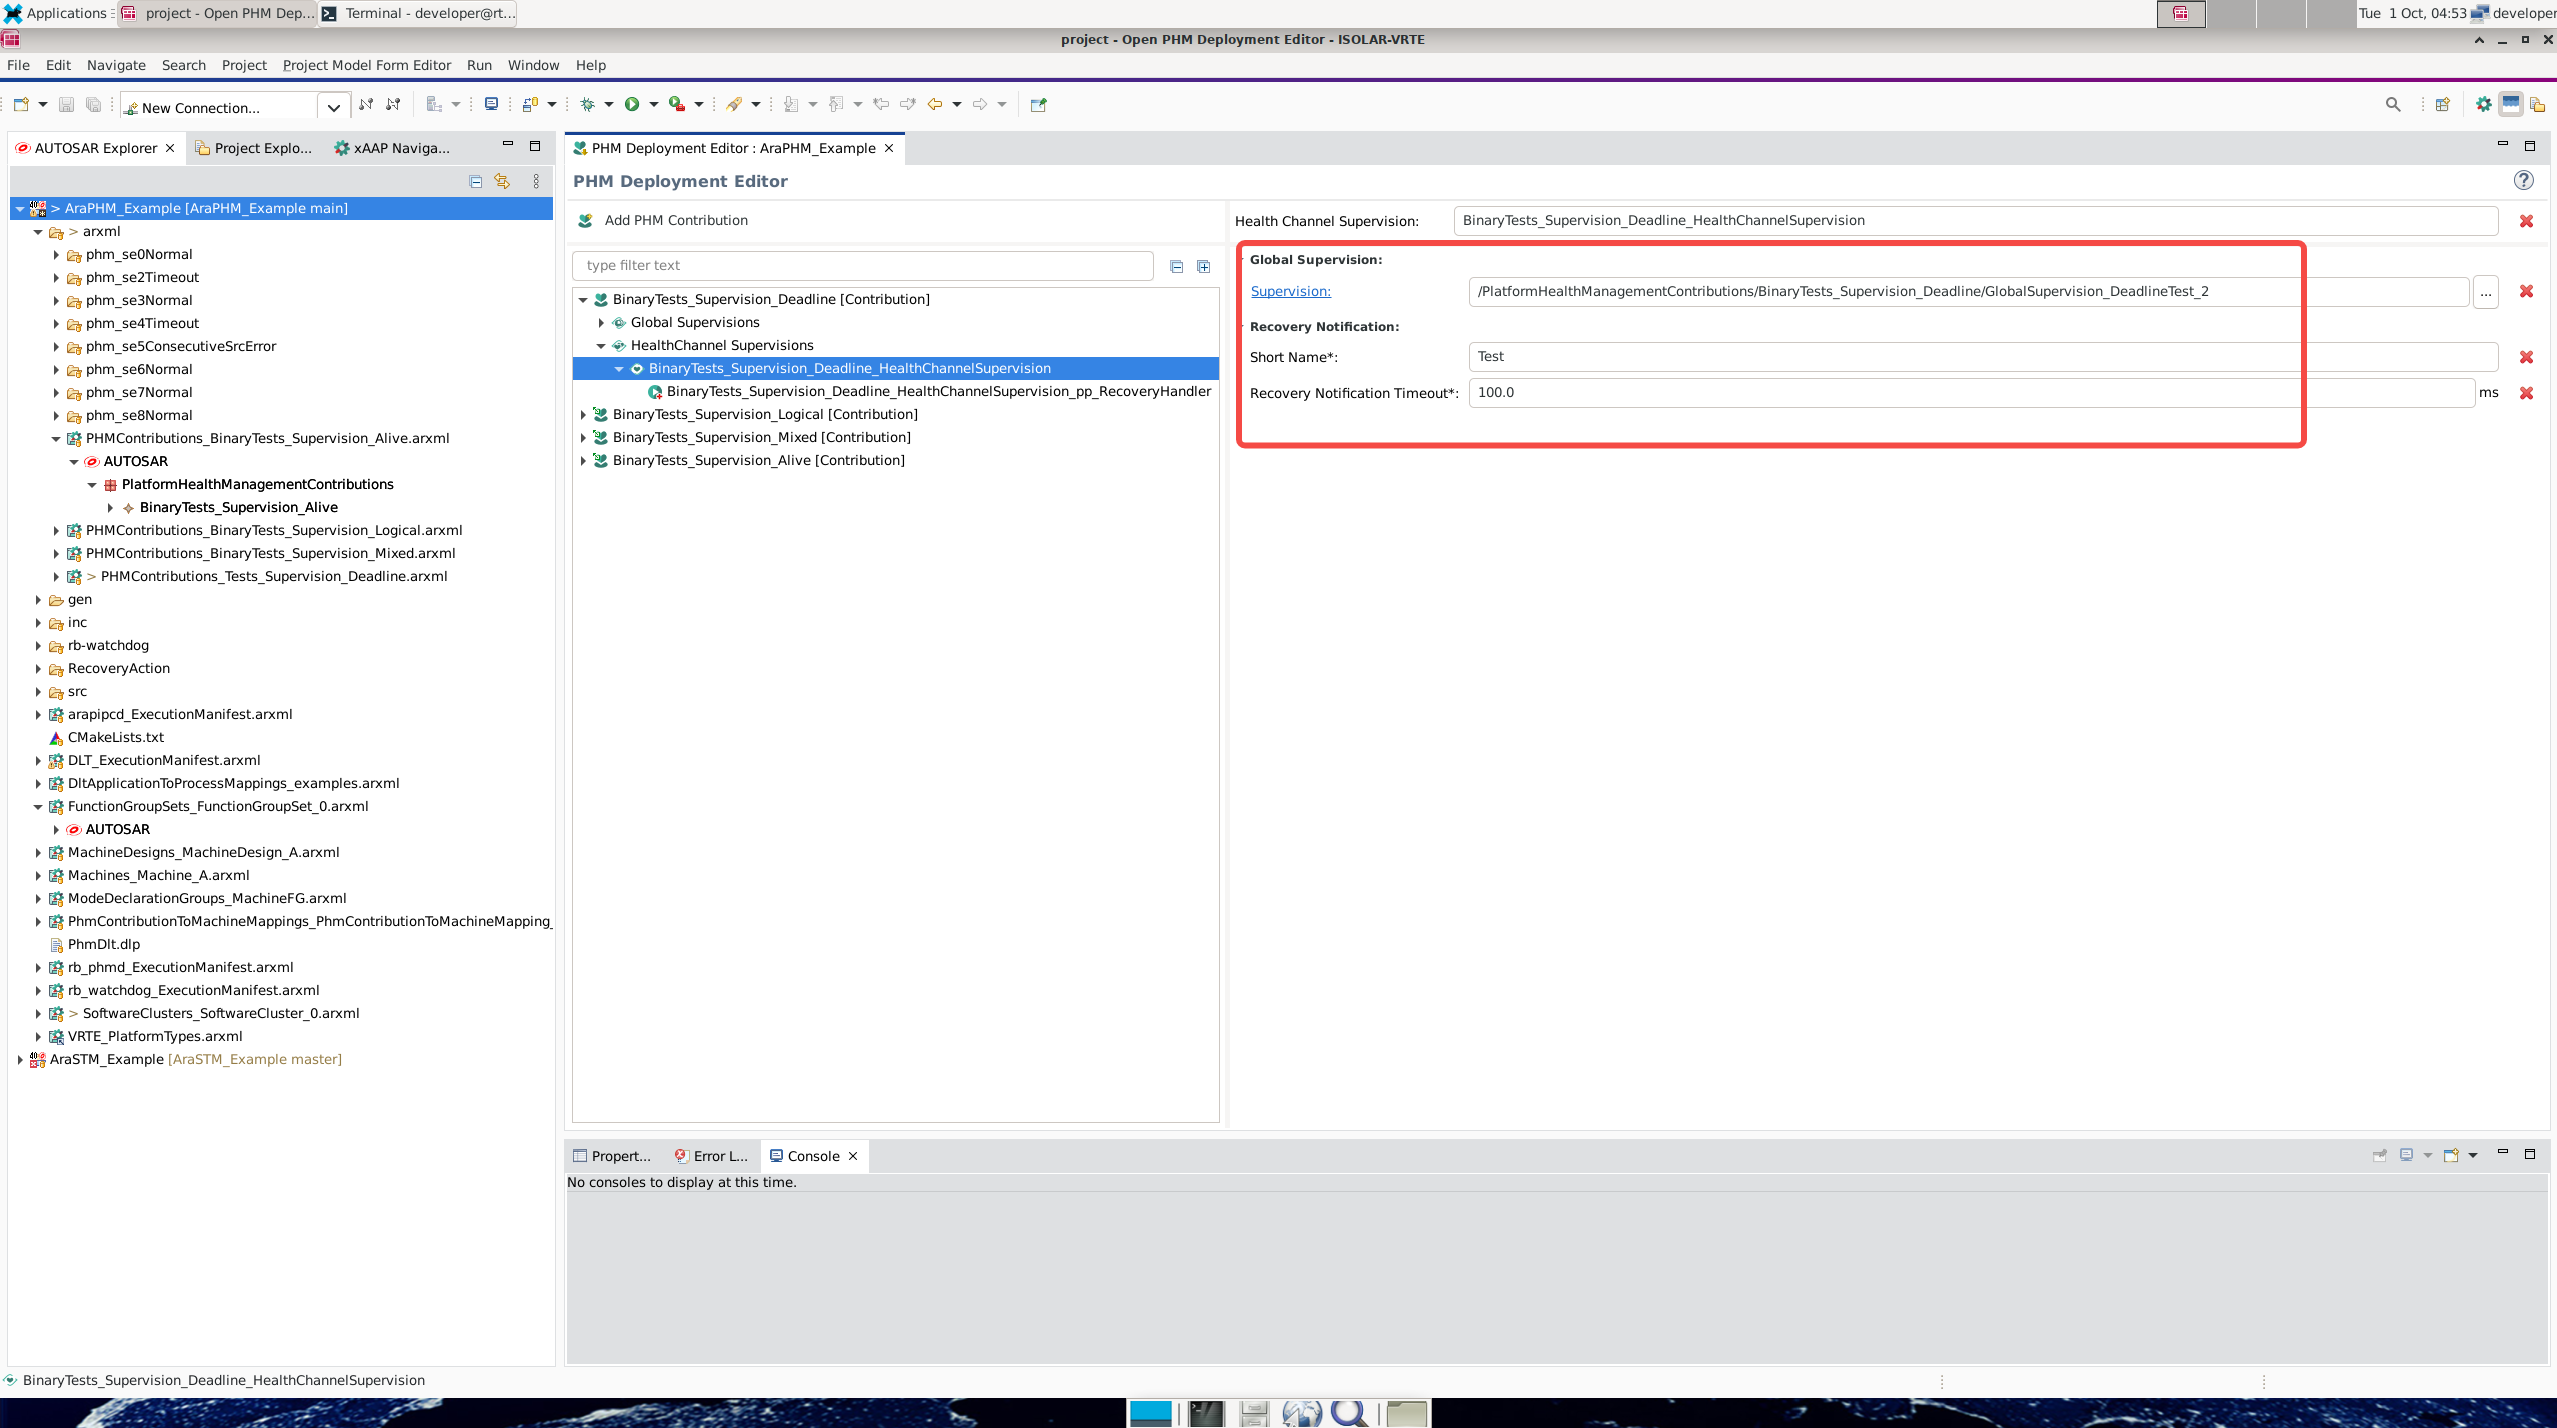 Applications
project - Open PHM Dep...
Terminal - developer@rt...
Tue 1 Oct, 04:53
developer
project - Open PHM Deployment Editor - ISOLAR-VRTE
File Edit Navigate Search Project Project Model Form Editor Run Window Help
New Connection...
AUTOSAR Explorer
Project Explo...
xAAP Naviga...
> AraPHM_Example [AraPHM_Example main]
> arxml
phm_se0Normal
phm_se2Timeout
phm_se3Normal
phm_se4Timeout
phm_se5ConsecutiveSrcError
phm_se6Normal
phm_se7Normal
phm_se8Normal
PHMContributions_BinaryTests_Supervision_Alive.arxml
AUTOSAR
PlatformHealthManagementContributions
BinaryTests_Supervision_Alive
PHMContributions_BinaryTests_Supervision_Logical.arxml
PHMContributions_BinaryTests_Supervision_Mixed.arxml
> PHMContributions_Tests_Supervision_Deadline.arxml
gen
inc
rb-watchdog
RecoveryAction
src
arapipcd_ExecutionManifest.arxml
CMakeLists.txt
DLT_ExecutionManifest.arxml
DltApplicationToProcessMappings_examples.arxml
FunctionGroupSets_FunctionGroupSet_0.arxml
AUTOSAR
MachineDesigns_MachineDesign_A.arxml
Machines_Machine_A.arxml
ModeDeclarationGroups_MachineFG.arxml
PhmContributionToMachineMappings_PhmContributionToMachineMapping_
PhmDlt.dlp
rb_phmd_ExecutionManifest.arxml
rb_watchdog_ExecutionManifest.arxml
> SoftwareClusters_SoftwareCluster_0.arxml
VRTE_PlatformTypes.arxml
AraSTM_Example [AraSTM_Example master]
PHM Deployment Editor : AraPHM_Example
PHM Deployment Editor
Add PHM Contribution
type filter text
BinaryTests_Supervision_Deadline [Contribution]
Global Supervisions
HealthChannel Supervisions
BinaryTests_Supervision_Deadline_HealthChannelSupervision
BinaryTests_Supervision_Deadline_HealthChannelSupervision_pp_RecoveryHandler
BinaryTests_Supervision_Logical [Contribution]
BinaryTests_Supervision_Mixed [Contribution]
BinaryTests_Supervision_Alive [Contribution]
Health Channel Supervision: BinaryTests_Supervision_Deadline_HealthChannelSupervision
Global Supervision:
Supervision: /PlatformHealthManagementContributions/BinaryTests_Supervision_Deadline/GlobalSupervision_DeadlineTest_2 ...
Recovery Notification:
Short Name*: Test
Recovery Notification Timeout*: 100.0 ms
Propert...
Error L...
Console
No consoles to display at this time.
BinaryTests_Supervision_Deadline_HealthChannelSupervision